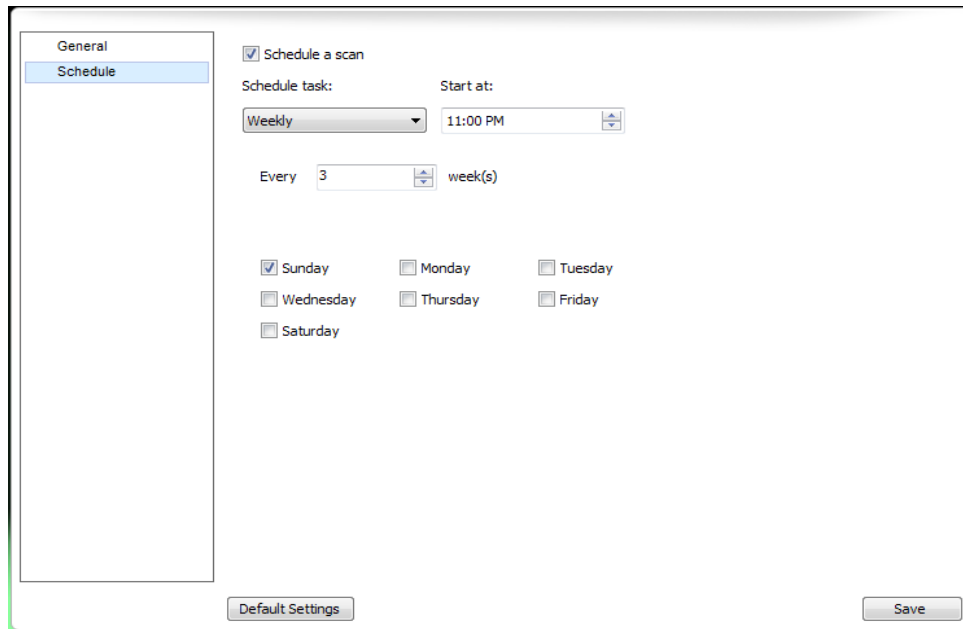 General
Schedule
Schedule a scan
Schedule task: Start at:
Weekly 11:00 PM
Every 3 week(s)
Sunday Monday Tuesday
Wednesday Thursday Friday
Saturday
Default Settings Save